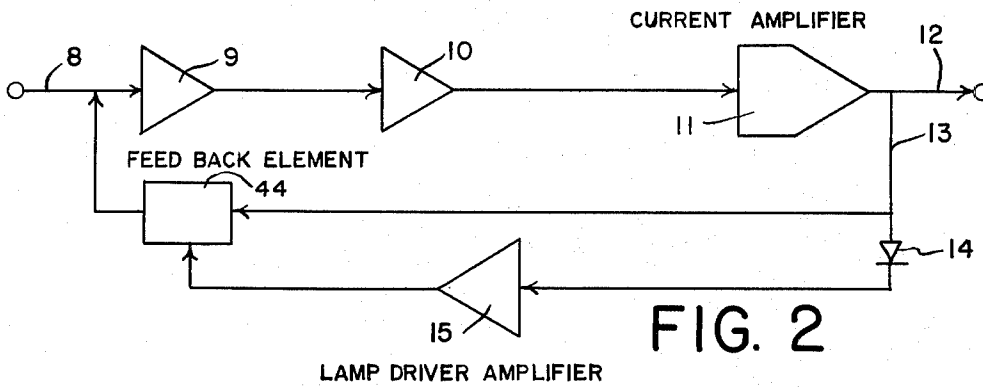 CURRENT AMPLIFIER
8
9
10
12
11
13
FEED BACK ELEMENT
44
14
15
FIG. 2
LAMP DRIVER AMPLIFIER